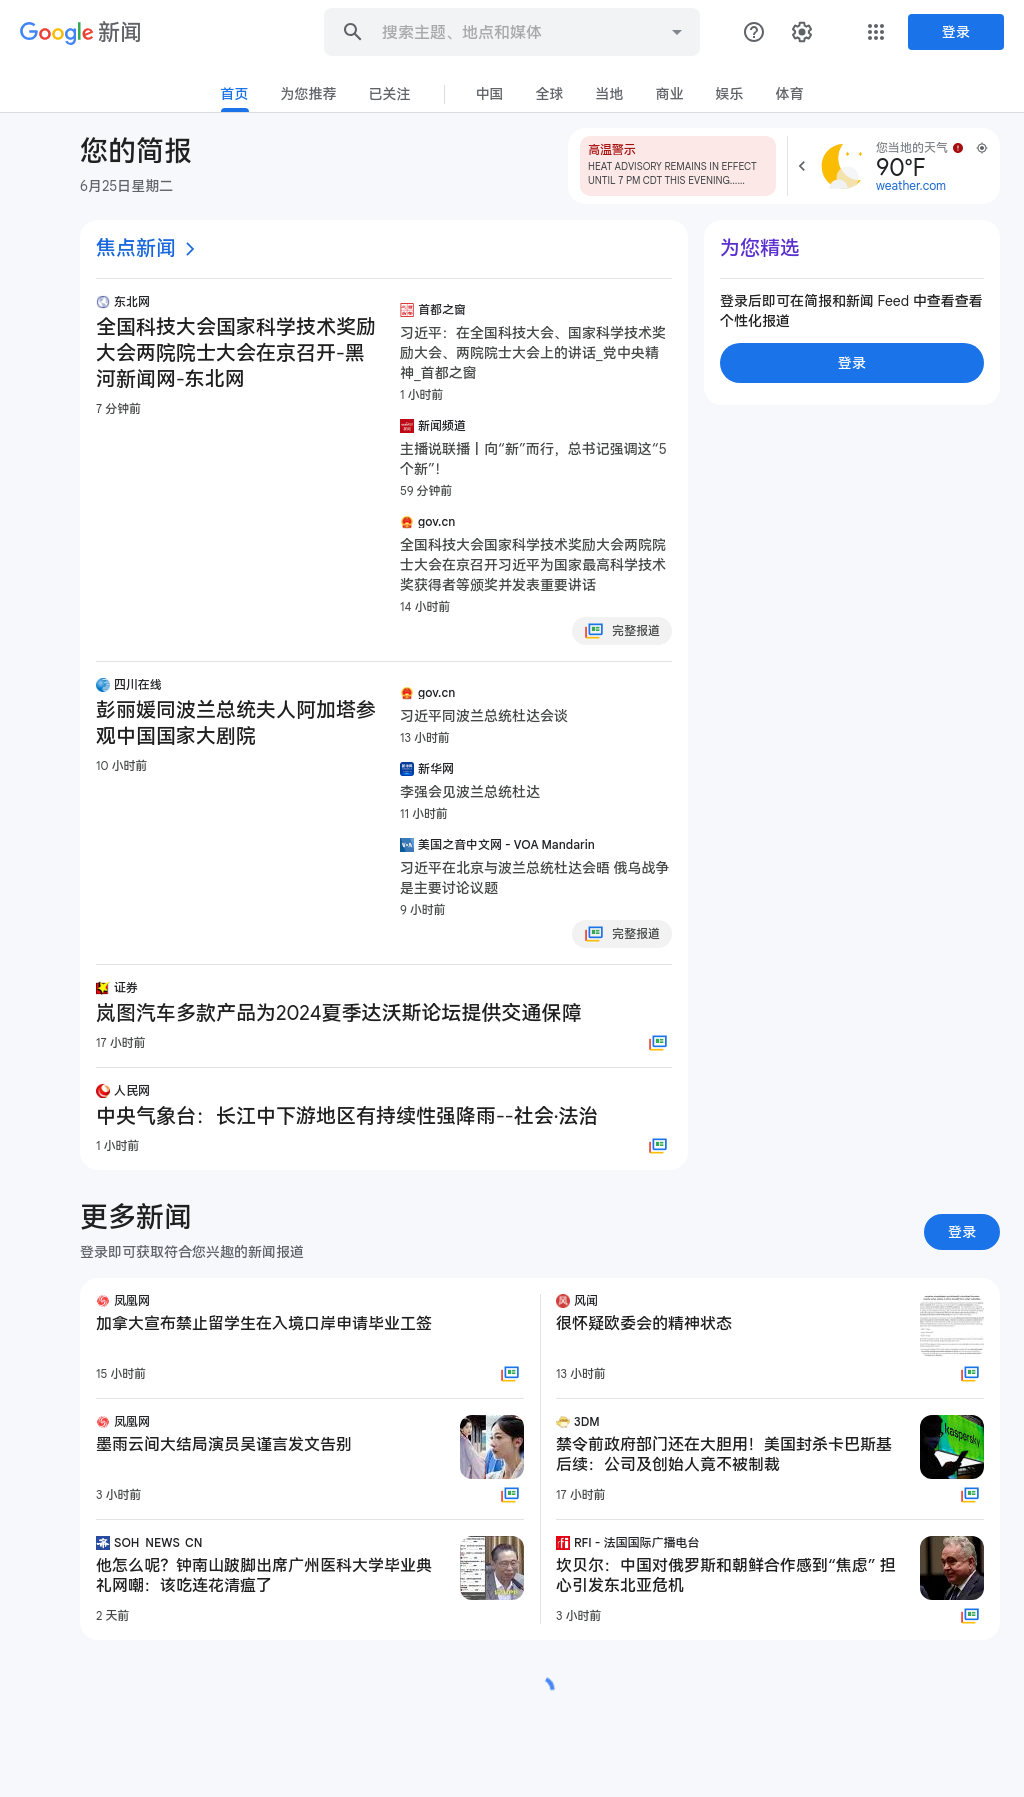 Google 新闻
搜索主题、地点和媒体
登录
首页
为您推荐
已关注
中国
全球
当地
商业
娱乐
体育
您的简报
6月25日星期二
高温警示
HEAT ADVISORY REMAINS IN EFFECT
UNTIL 7 PM CDT THIS EVENING......
您当地的天气
90°F
weather.com
焦点新闻
东北网
全国科技大会国家科学技术奖励
大会两院院士大会在京召开-黑
河新闻网-东北网
7 分钟前
首都之窗
习近平：在全国科技大会、国家科学技术奖
励大会、两院院士大会上的讲话_党中央精
神_首都之窗
1 小时前
新闻频道
主播说联播丨向“新”而行，总书记强调这“5
个新”！
59 分钟前
gov.cn
全国科技大会国家科学技术奖励大会两院院
士大会在京召开习近平为国家最高科学技术
奖获得者等颁奖并发表重要讲话
14 小时前
完整报道
四川在线
彭丽媛同波兰总统夫人阿加塔参
观中国国家大剧院
10 小时前
gov.cn
习近平同波兰总统杜达会谈
13 小时前
新华网
李强会见波兰总统杜达
11 小时前
美国之音中文网 - VOA Mandarin
习近平在北京与波兰总统杜达会晤 俄乌战争
是主要讨论议题
9 小时前
完整报道
证券
岚图汽车多款产品为2024夏季达沃斯论坛提供交通保障
17 小时前
人民网
中央气象台：长江中下游地区有持续性强降雨--社会·法治
1 小时前
为您精选
登录后即可在简报和新闻 Feed 中查看查看
个性化报道
登录
更多新闻
登录即可获取符合您兴趣的新闻报道
登录
凤凰网
加拿大宣布禁止留学生在入境口岸申请毕业工签
15 小时前
凤凰网
墨雨云间大结局演员吴谨言发文告别
3 小时前
SOH_NEWS_CN
他怎么呢？钟南山跛脚出席广州医科大学毕业典
礼网嘲：该吃连花清瘟了
2 天前
风闻
很怀疑欧委会的精神状态
13 小时前
3DM
禁令前政府部门还在大胆用！美国封杀卡巴斯基
后续：公司及创始人竟不被制裁
kaspersky
17 小时前
RFI - 法国国际广播电台
坎贝尔：中国对俄罗斯和朝鲜合作感到“焦虑” 担
心引发东北亚危机
3 小时前